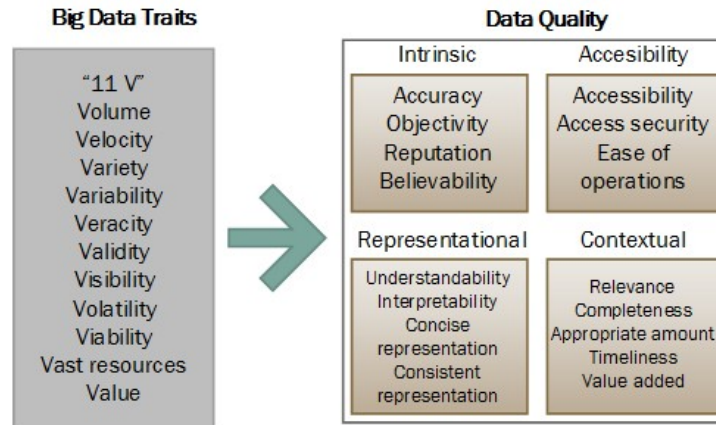 Big Data Traits
"11 V"
Volume
Velocity
Variety
Variability
Veracity
Validity
Visibility
Volatility
Viability
Vast resources
Value
Data Quality
Intrinsic
Accuracy
Objectivity
Reputation
Believability
Accesibility
Accessibility
Access security
Ease of
operations
Representational
Understandability
Interpretability
Concise
representation
Consistent
representation
Contextual
Relevance
Completeness
Appropriate amount
Timeliness
Value added